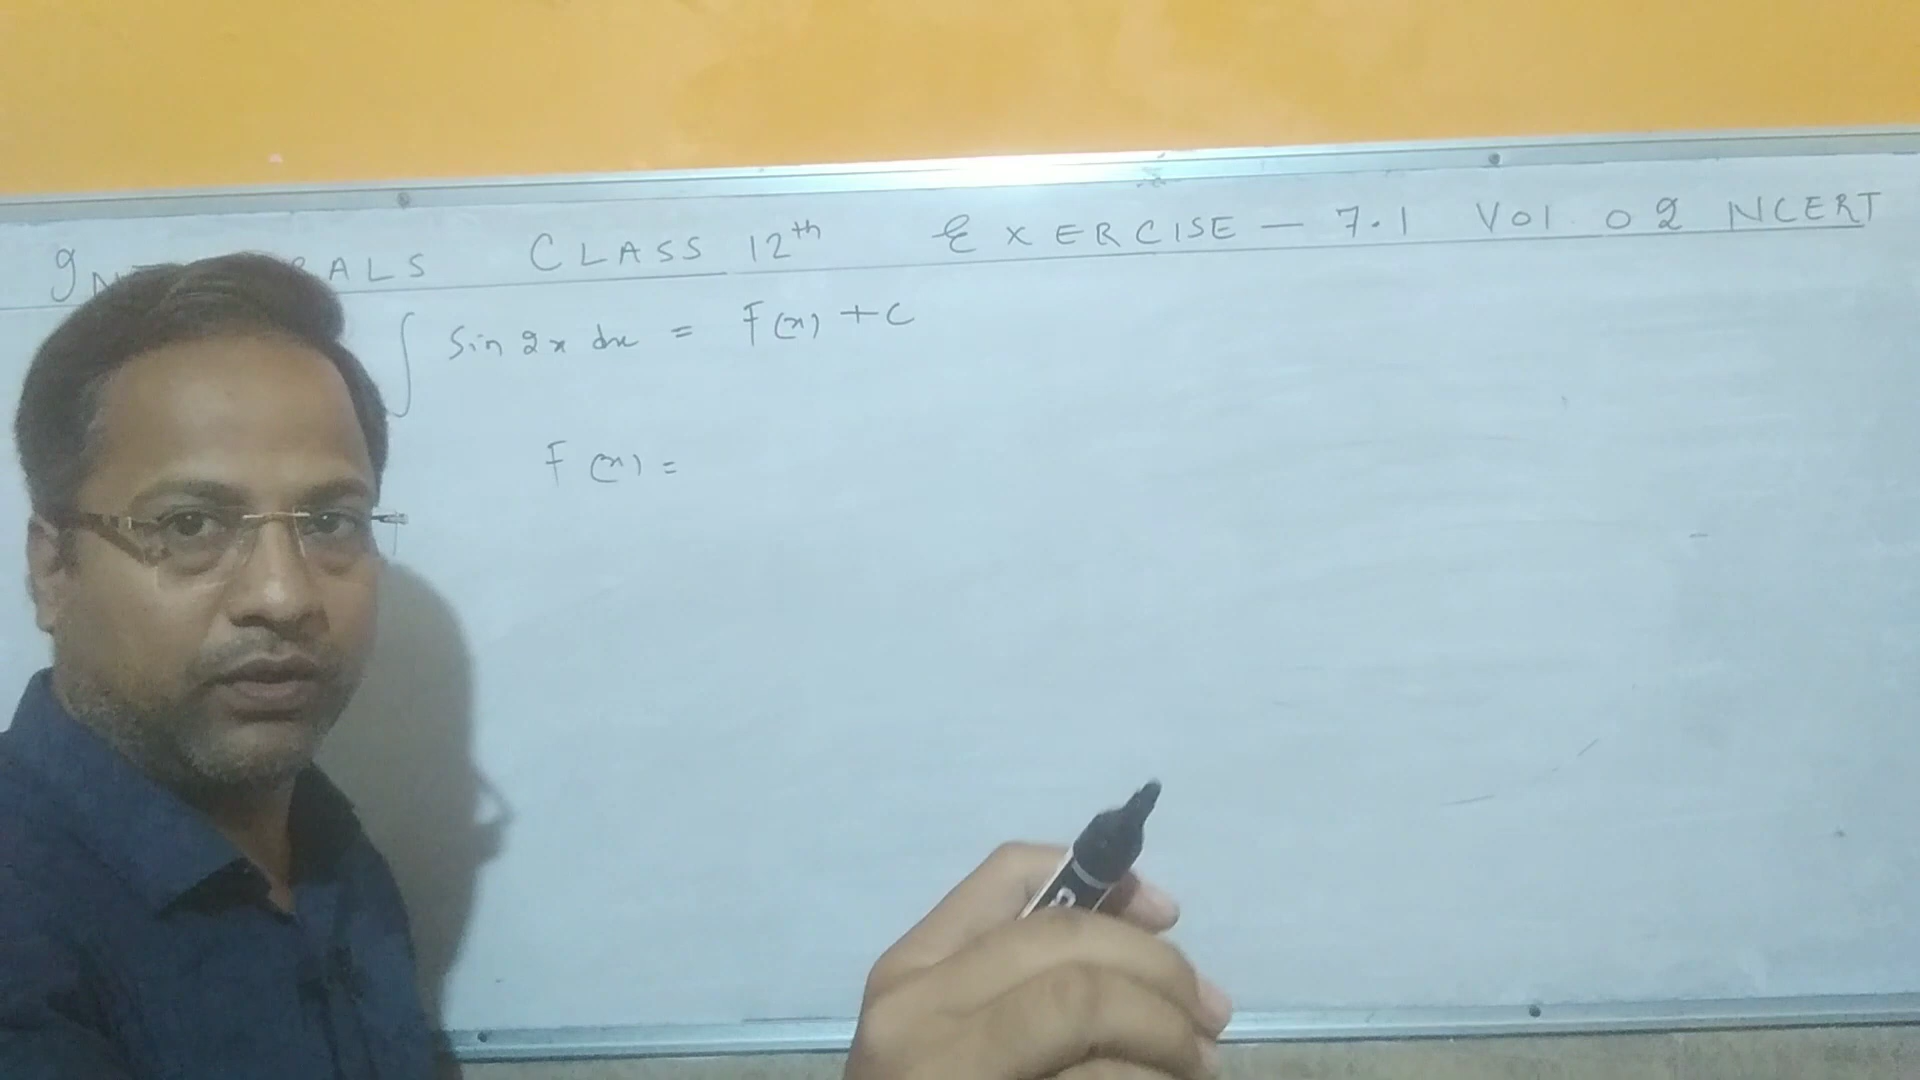 ALS CLASS 12th EXERCISE - 7.1 Vol. 02 NCERT
∫ Sin 2x dx = F(x) + C
F(x) =